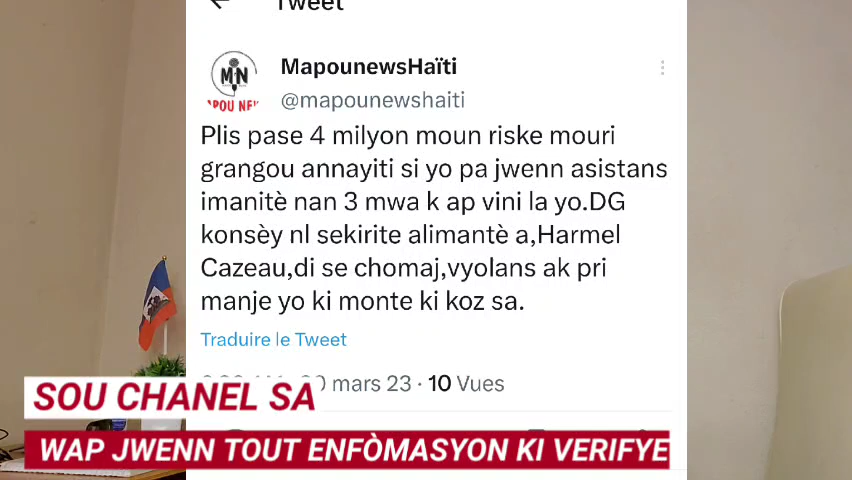 Tweet
MN
MapounewsHaïti
@mapounewshaiti
Plis pase 4 milyon moun riske mouri
grangou annayiti si yo pa jwenn asistans
imanitè nan 3 mwa k ap vini la yo.DG
konsèy nl sekirite alimantè a,Harmel
Cazeau,di se chomaj,vyolans ak pri
manje yo ki monte ki koz sa.
Traduire le Tweet
mars 23 · 10 Vues
SOU CHANEL SA
WAP JWENN TOUT ENFÒMASYON KI VERIFYE